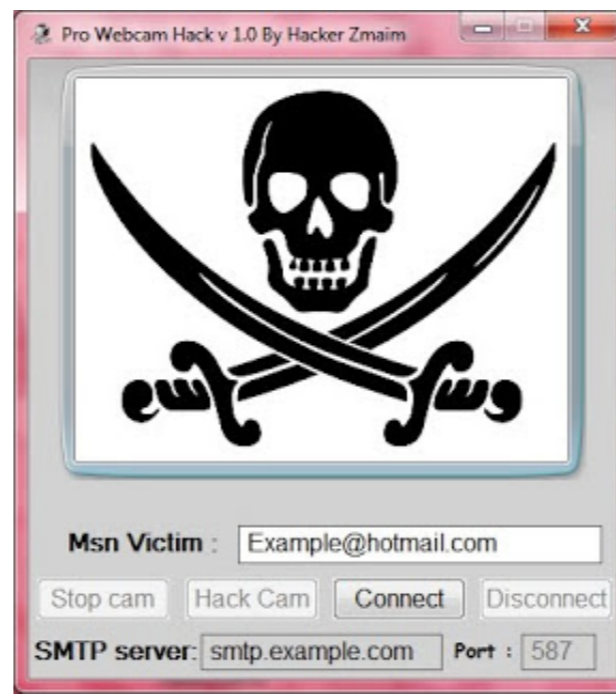 Pro Webcam Hack v 1.0 By Hacker Zmaim
Msn Victim : Example@hotmail.com
Stop cam Hack Cam Connect Disconnect
SMTP server: smtp.example.com Port : 587